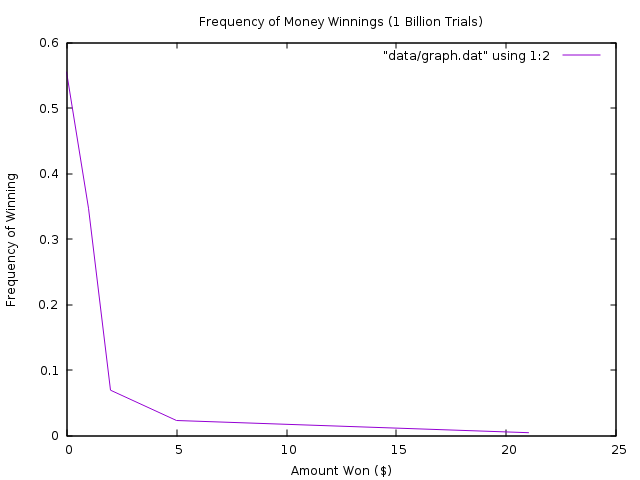 Frequency of Money Winnings (1 Billion Trials)
"data/graph.dat" using 1:2
0.6
0.5
0.4
0.3
0.2
0.1
0
Frequency of Winning
0 5 10 15 20 25
Amount Won ($)